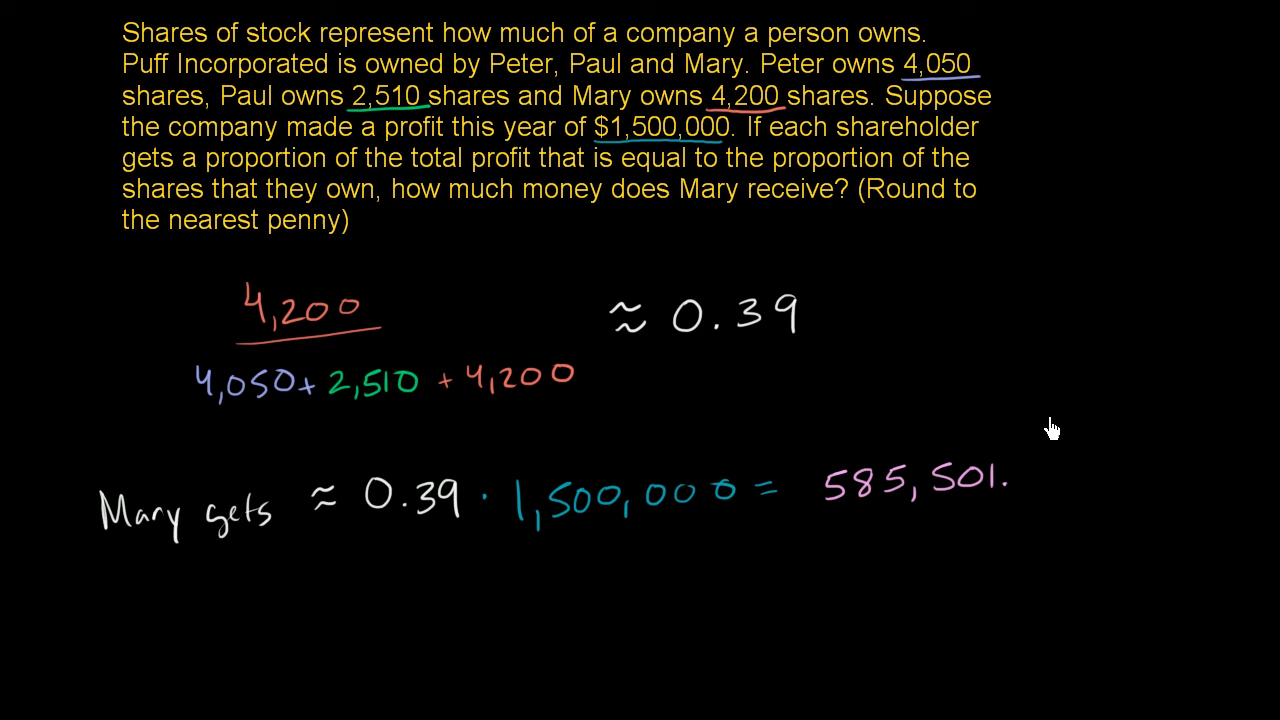 Shares of stock represent how much of a company a person owns.
Puff Incorporated is owned by Peter, Paul and Mary. Peter owns 4,050
shares, Paul owns 2,510 shares and Mary owns 4,200 shares. Suppose
the company made a profit this year of $1,500,000. If each shareholder
gets a proportion of the total profit that is equal to the proportion of the
shares that they own, how much money does Mary receive? (Round to
the nearest penny)
4,200
≈ 0.39
4,050 + 2,510 + 4,200
Mary gets ≈ 0.39 · 1,500,000 = 585,501.